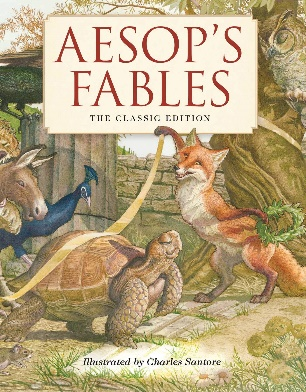 AESOP'S
FABLES
THE CLASSIC EDITION
Illustrated by Charles Santore